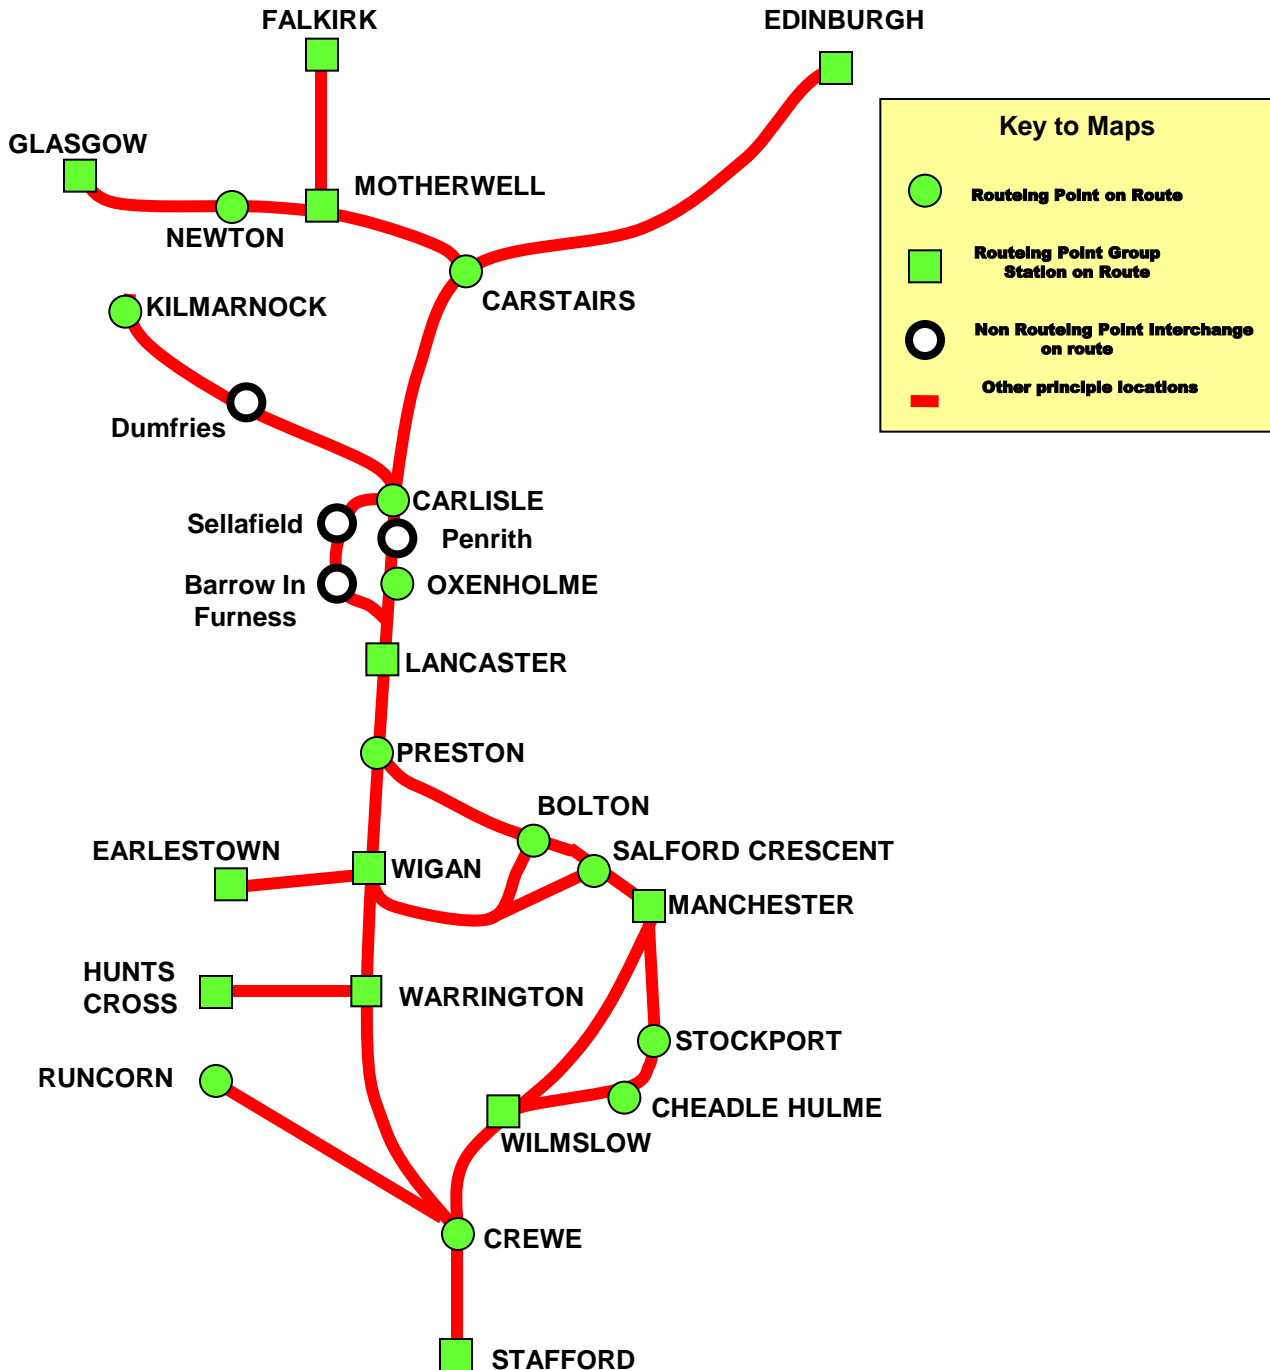 FALKIRK
EDINBURGH
Key to Maps
GLASGOW
MOTHERWELL
Routeing Point on Route
NEWTON
Routeing Point Group
Station on Route
CARSTAIRS
KILMARNOCK
Non Routeing Point Interchange
on route
Other principle locations
Dumfries
CARLISLE
Sellafield
Penrith
Barrow In
Furness
OXENHOLME
LANCASTER
PRESTON
BOLTON
EARLESTOWN
WIGAN
SALFORD CRESCENT
MANCHESTER
HUNTS
CROSS
WARRINGTON
STOCKPORT
RUNCORN
CHEADLE HULME
WILMSLOW
CREWE
STAFFORD